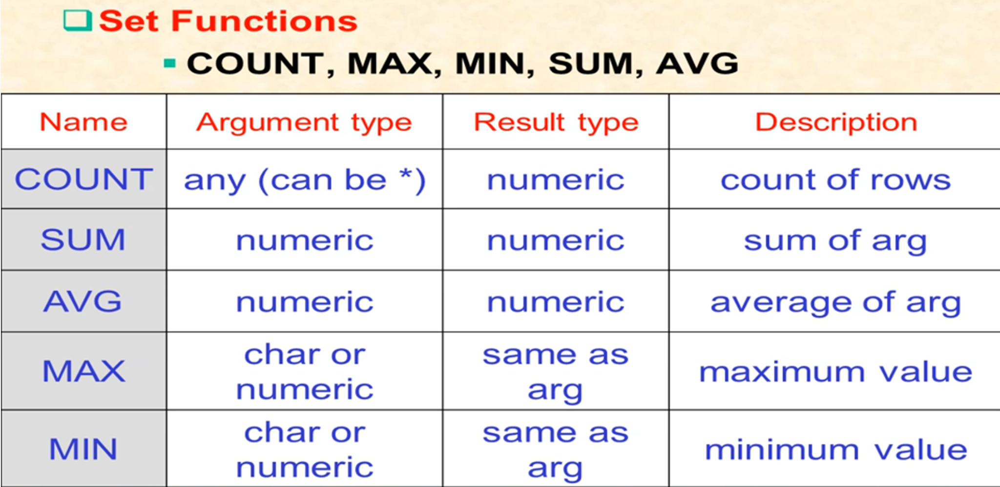 Set Functions
COUNT, MAX, MIN, SUM, AVG
Name Argument type Result type Description
COUNT any (can be *) numeric count of rows
SUM numeric numeric sum of arg
AVG numeric numeric average of arg
MAX char or numeric same as arg maximum value
MIN char or numeric same as arg minimum value